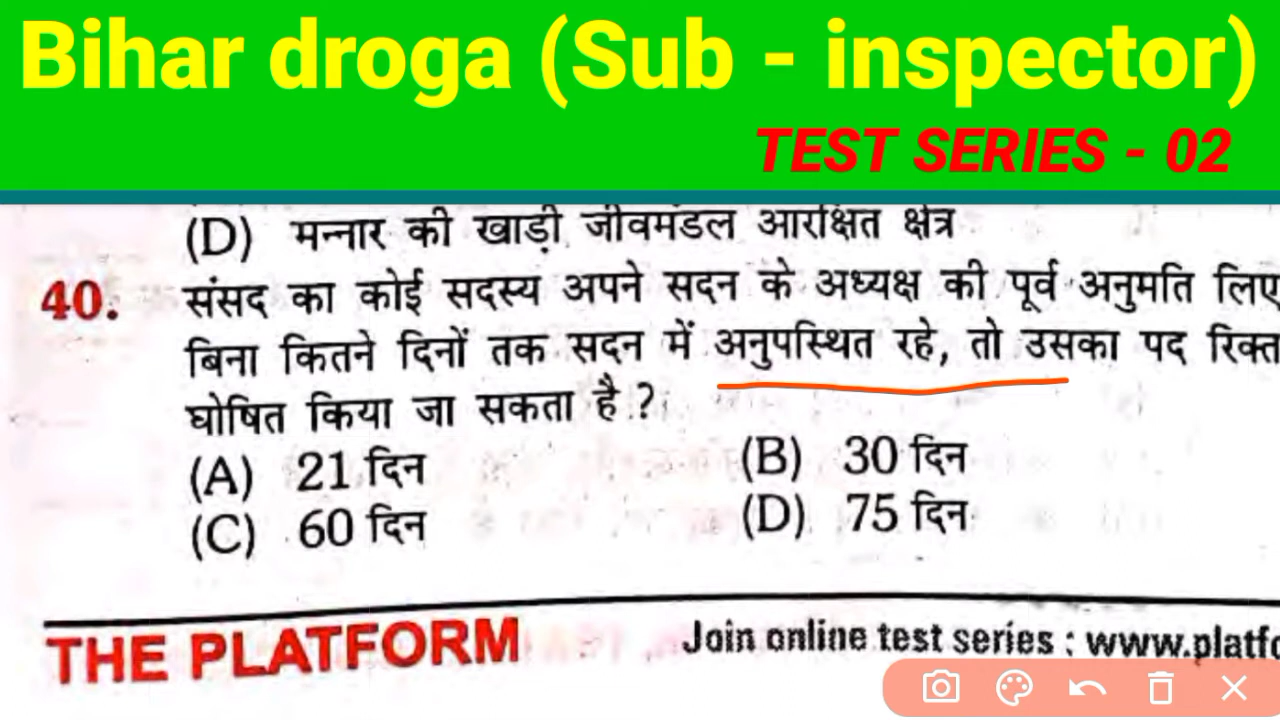 Bihar droga (Sub - inspector)
TEST SERIES - 02
(D) मन्नार की खाड़ी जीवमंडल आरक्षित क्षेत्र
40. संसद का कोई सदस्य अपने सदन के अध्यक्ष की पूर्व अनुमति लिए
बिना कितने दिनों तक सदन में अनुपस्थित रहे, तो उसका पद रिक्त
घोषित किया जा सकता है ?
(A) 21 दिन (B) 30 दिन
(C) 60 दिन (D) 75 दिन
THE PLATFORM Join online test series : www.platfo